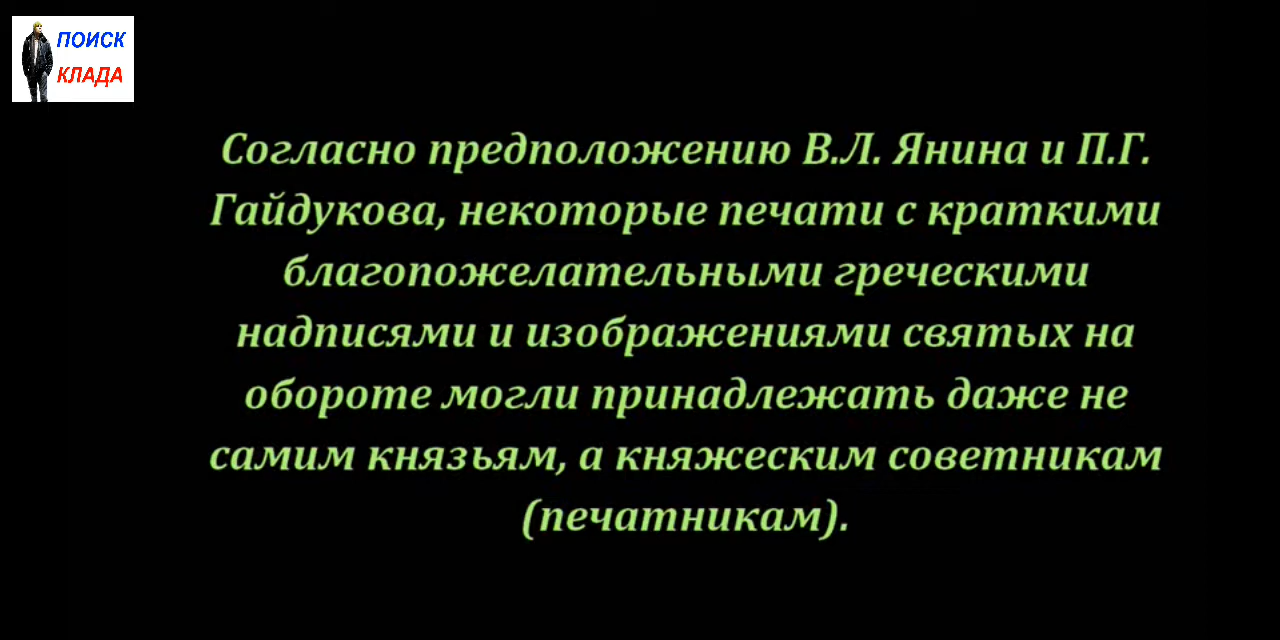 ПОИСК
КЛАДА
Согласно предположению В.Л. Янина и П.Г.
Гайдукова, некоторые печати с краткими
благопожелательными греческими
надписями и изображениями святых на
обороте могли принадлежать даже не
самим князьям, а княжеским советникам
(печатникам).